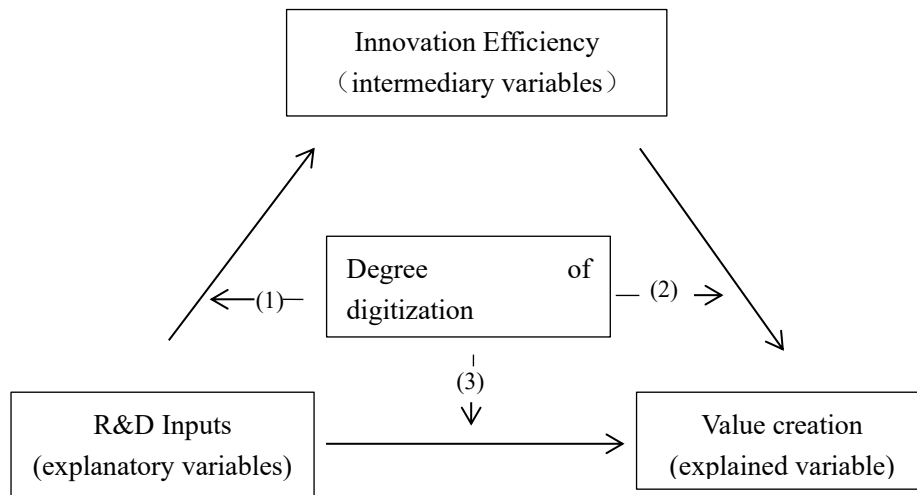 Innovation Efficiency
（intermediary variables）
Degree of
digitization
(1)
(2)
(3)
R&D Inputs
(explanatory variables)
Value creation
(explained variable)